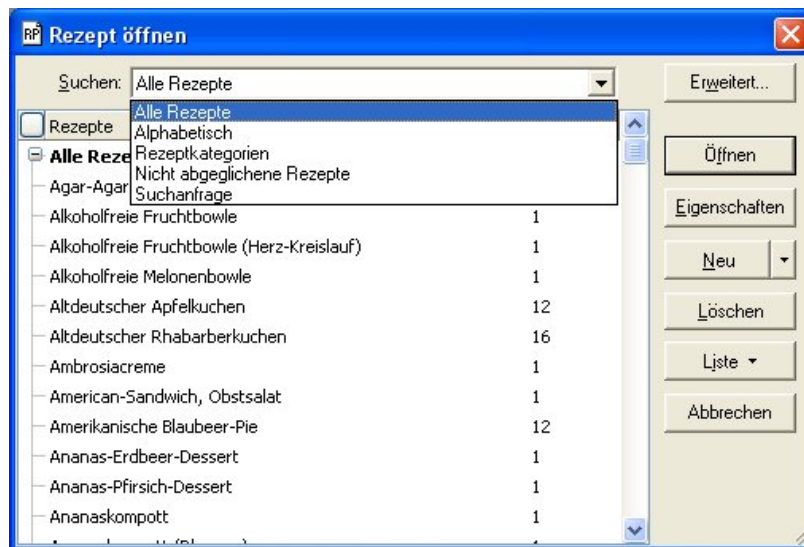 RP Rezept öffnen
Suchen: Alle Rezepte
Alle Rezepte
Alphabetisch
Rezeptkategorien
Nicht abgeglichene Rezepte
Suchanfrage
Rezepte
Alle Reze
Agar-Agar
Alkoholfreie Fruchtbowle 1
Alkoholfreie Fruchtbowle (Herz-Kreislauf) 1
Alkoholfreie Melonenbowle 1
Altdeutscher Apfelkuchen 12
Altdeutscher Rhabarberkuchen 16
Ambrosiacreme 1
American-Sandwich, Obstsalat 1
Amerikanische Blaubeer-Pie 12
Ananas-Erdbeer-Dessert 1
Ananas-Pfirsich-Dessert 1
Ananaskompott 1
Erweitert...
Öffnen
Eigenschaften
Neu
Löschen
Liste
Abbrechen